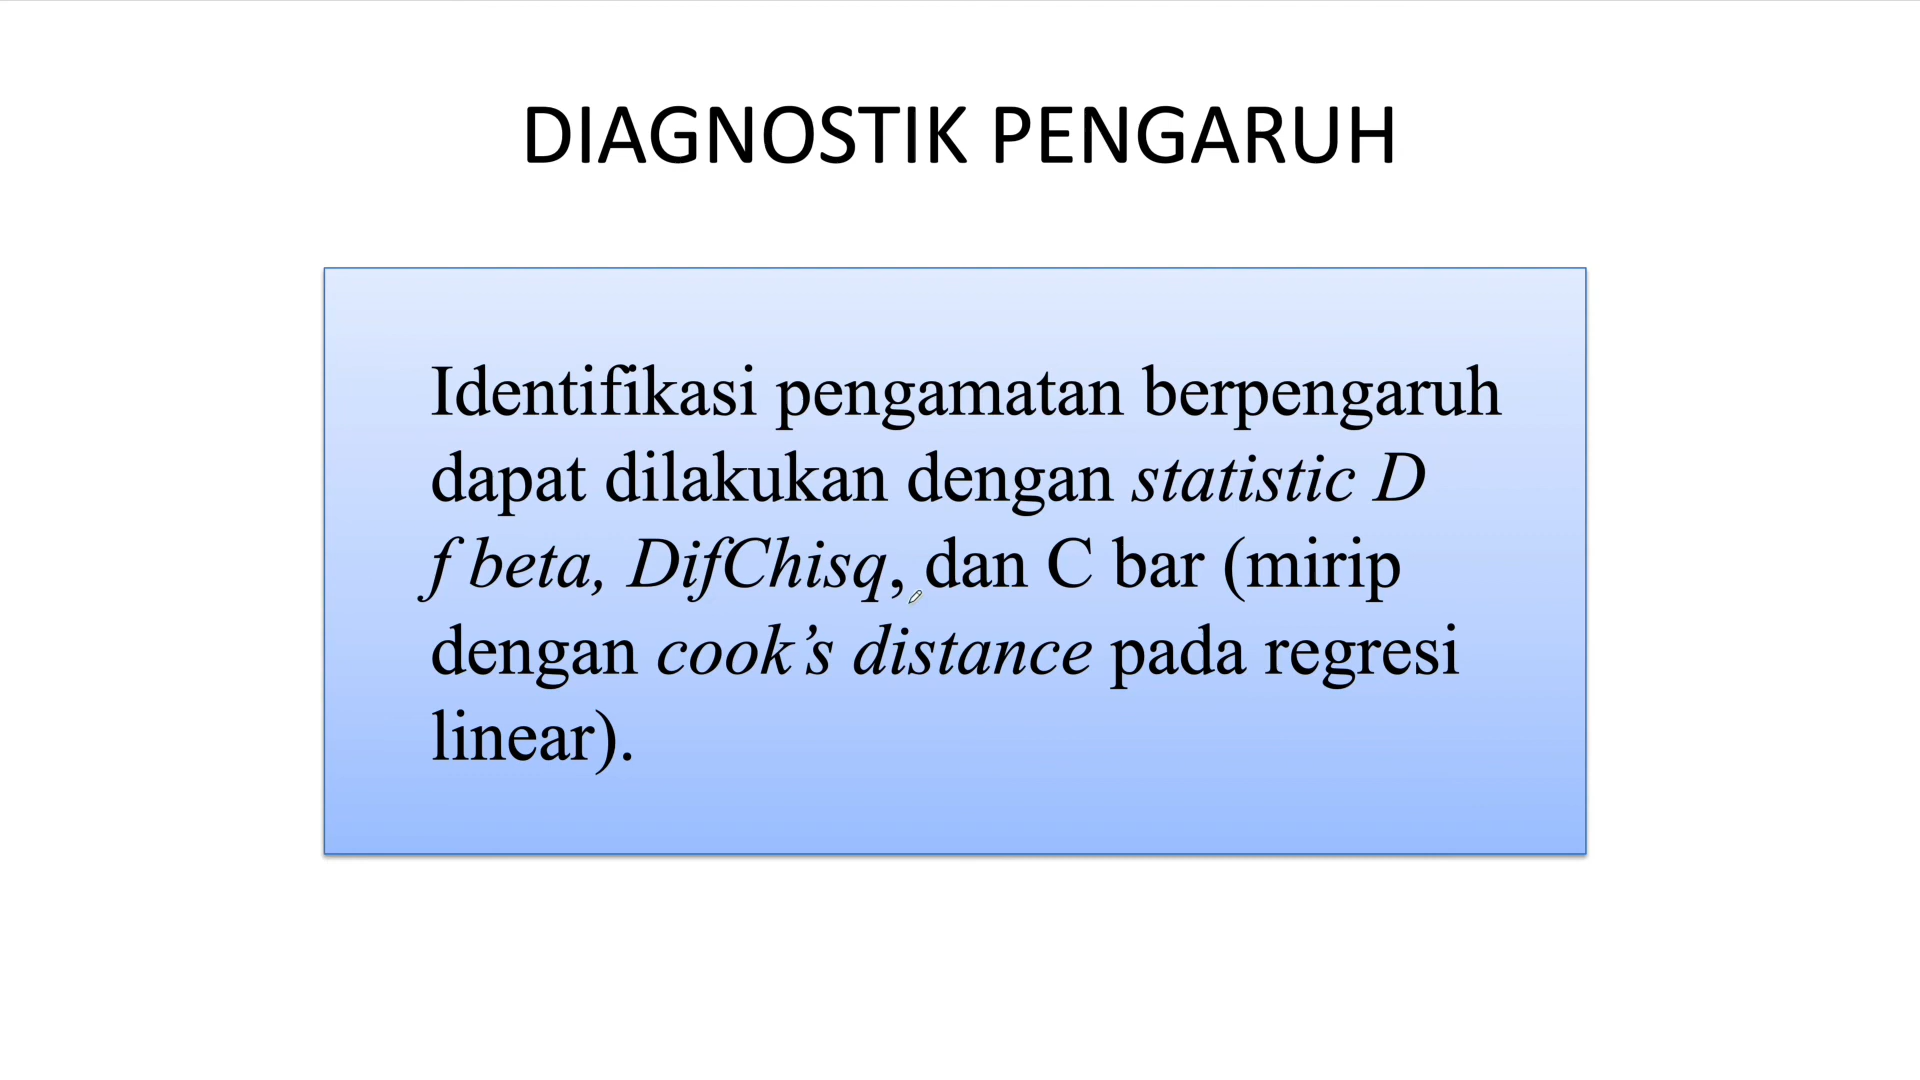 DIAGNOSTIK PENGARUH
Identifikasi pengamatan berpengaruh
dapat dilakukan dengan statistic D
f beta, DifChisq, dan C bar (mirip
dengan cook’s distance pada regresi
linear).